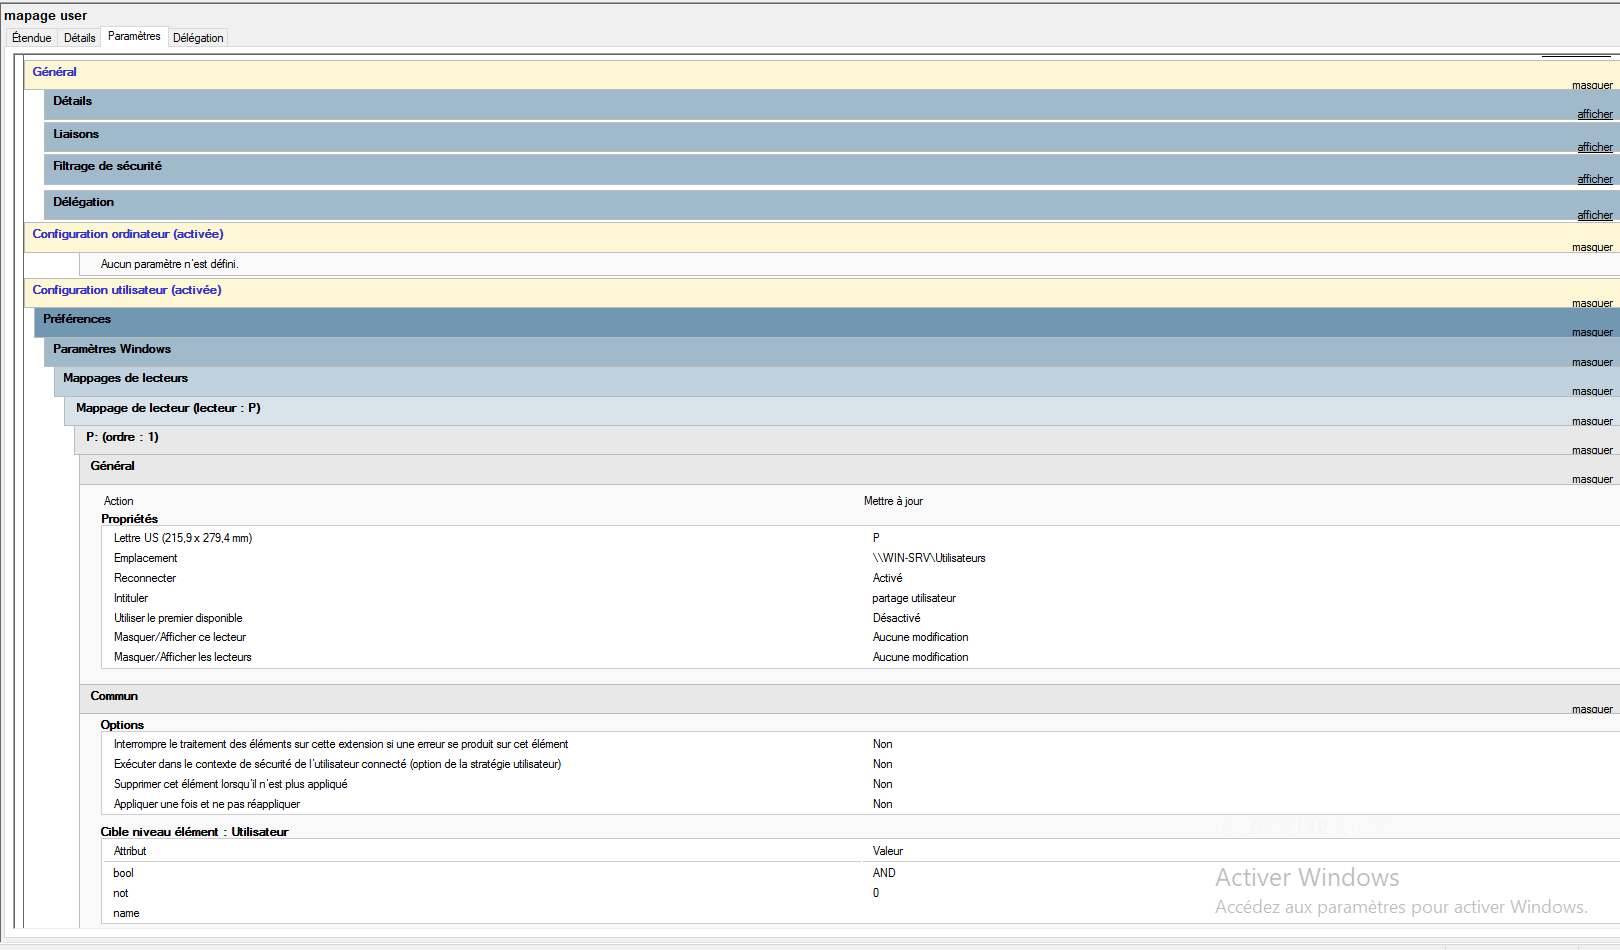 mapage user
Étendue Détails Paramètres Délégation
Général
masquer
Détails
afficher
Liaisons
afficher
Filtrage de sécurité
afficher
Délégation
afficher
Configuration ordinateur (activée)
masquer
Aucun paramètre n'est défini.
Configuration utilisateur (activée)
masquer
Préférences
masquer
Paramètres Windows
masquer
Mappages de lecteurs
masquer
Mappage de lecteur (lecteur : P)
masquer
P: (ordre : 1)
masquer
Général
masquer
Action Mettre à jour
Propriétés
Lettre US (215,9 x 279,4 mm) P
Emplacement \\WIN-SRV\Utilisateurs
Reconnecter Activé
Intituler partage utilisateur
Utiliser le premier disponible Désactivé
Masquer/Afficher ce lecteur Aucune modification
Masquer/Afficher les lecteurs Aucune modification
Commun
masquer
Options
Interrompre le traitement des éléments sur cette extension si une erreur se produit sur cet élément Non
Exécuter dans le contexte de sécurité de l'utilisateur connecté (option de la stratégie utilisateur) Non
Supprimer cet élément lorsqu'il n'est plus appliqué Non
Appliquer une fois et ne pas réappliquer Non
Cible niveau élément : Utilisateur
Attribut Valeur
bool AND
not 0
name
Activer Windows
Accédez aux paramètres pour activer Windows.